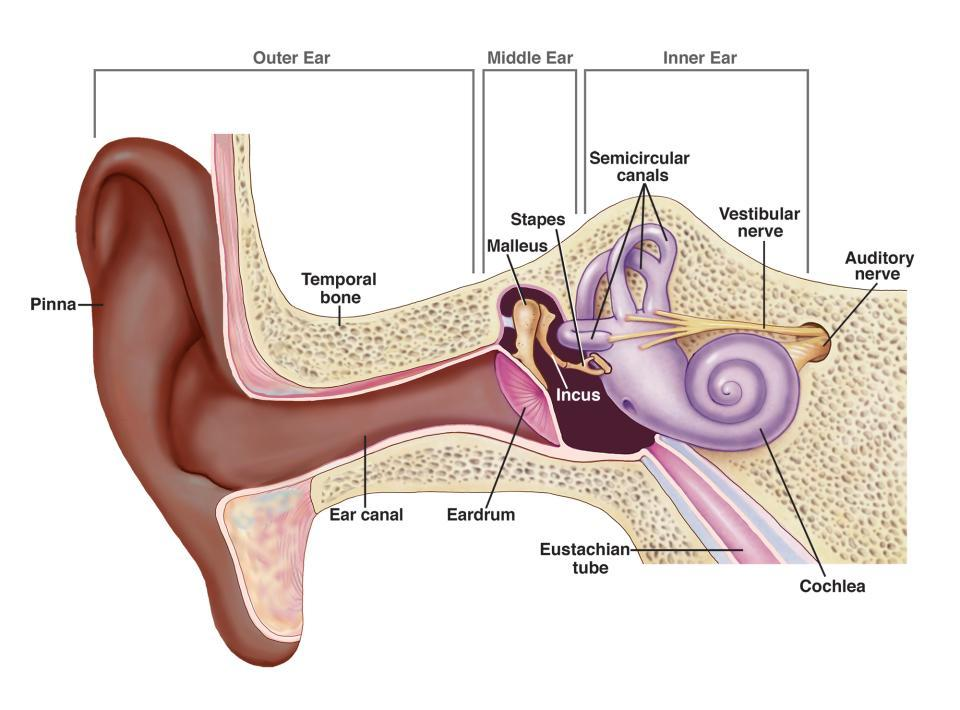 Outer Ear
Middle Ear
Inner Ear
Semicircular
canals
Stapes
Vestibular
nerve
Malleus
Auditory
nerve
Temporal
bone
Pinna
Incus
Ear canal
Eardrum
Eustachian
tube
Cochlea